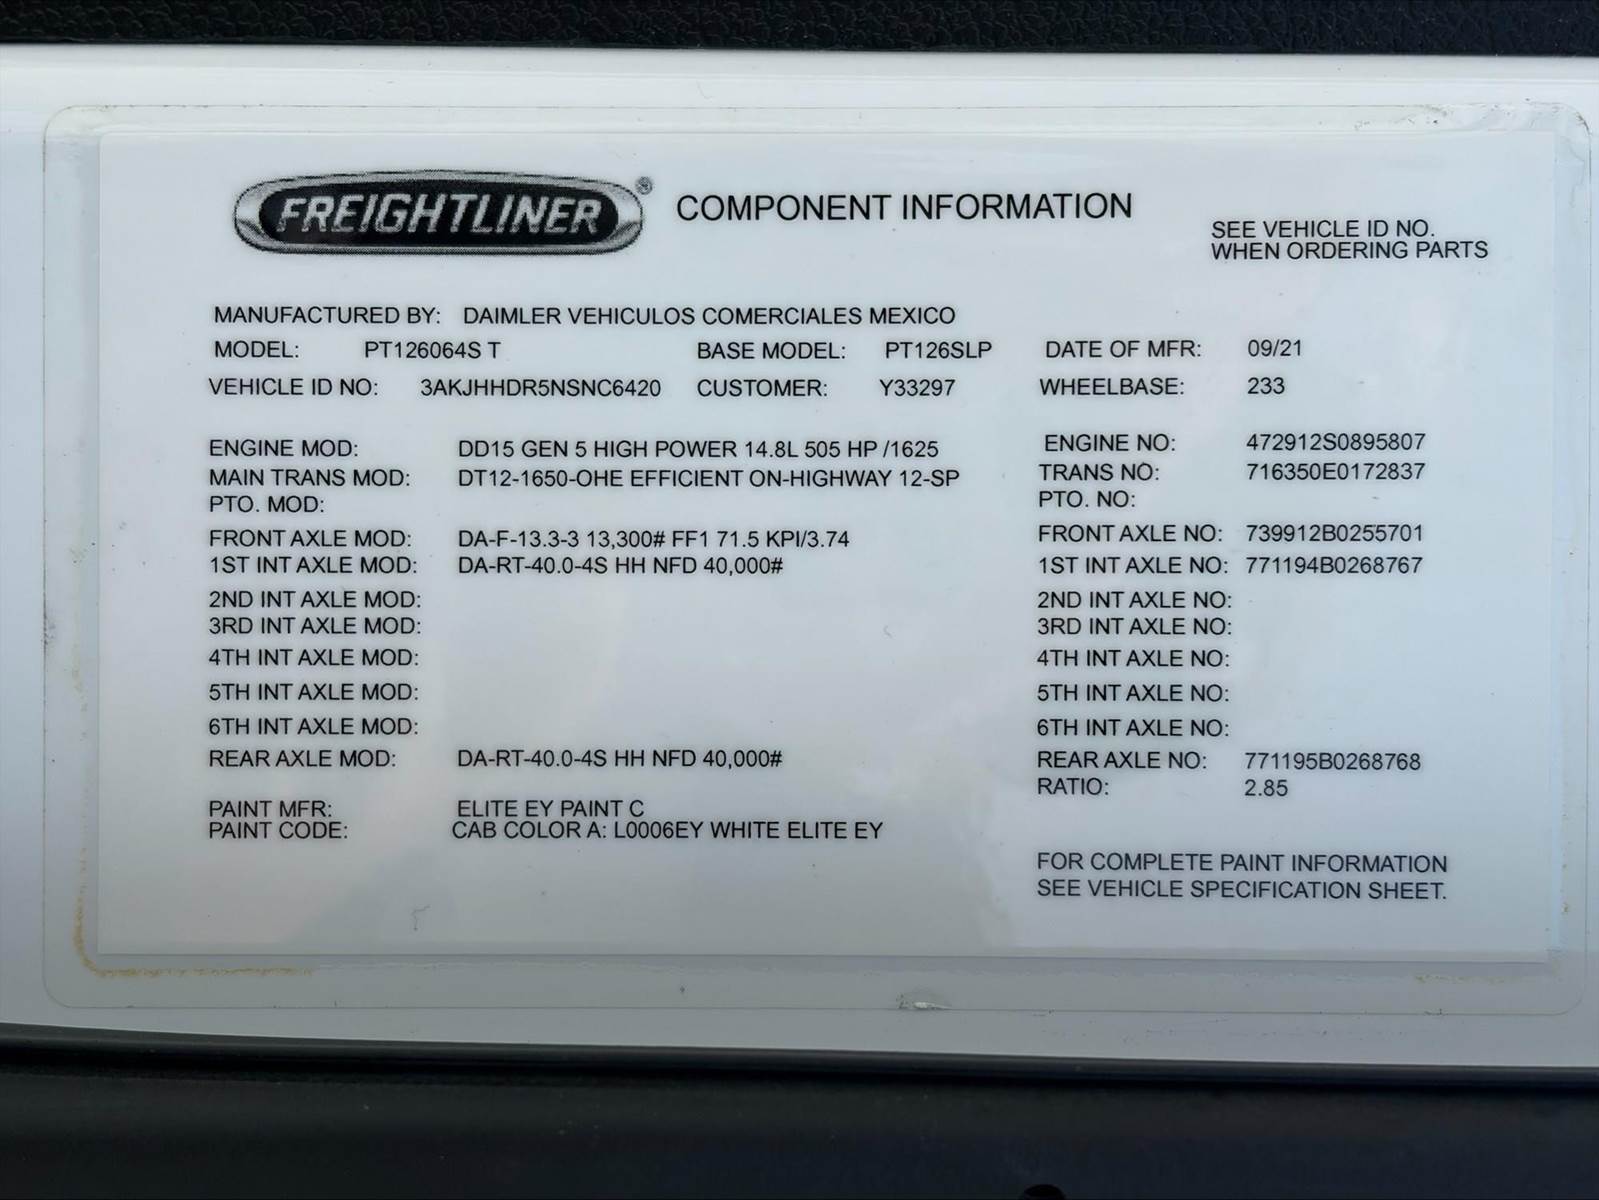 FREIGHTLINER® COMPONENT INFORMATION
SEE VEHICLE ID NO.
WHEN ORDERING PARTS
MANUFACTURED BY: DAIMLER VEHICULOS COMERCIALES MEXICO
MODEL: PT126064S T BASE MODEL: PT126SLP DATE OF MFR: 09/21
VEHICLE ID NO: 3AKJHHDR5NSNC6420 CUSTOMER: Y33297 WHEELBASE: 233
ENGINE MOD: DD15 GEN 5 HIGH POWER 14.8L 505 HP /1625 ENGINE NO: 472912S0895807
MAIN TRANS MOD: DT12-1650-OHE EFFICIENT ON-HIGHWAY 12-SP TRANS NO: 716350E0172837
PTO. MOD: PTO. NO:
FRONT AXLE MOD: DA-F-13.3-3 13,300# FF1 71.5 KPI/3.74 FRONT AXLE NO: 739912B0255701
1ST INT AXLE MOD: DA-RT-40.0-4S HH NFD 40,000# 1ST INT AXLE NO: 771194B0268767
2ND INT AXLE MOD: 2ND INT AXLE NO:
3RD INT AXLE MOD: 3RD INT AXLE NO:
4TH INT AXLE MOD: 4TH INT AXLE NO:
5TH INT AXLE MOD: 5TH INT AXLE NO:
6TH INT AXLE MOD: 6TH INT AXLE NO:
REAR AXLE MOD: DA-RT-40.0-4S HH NFD 40,000# REAR AXLE NO: 771195B0268768
RATIO: 2.85
PAINT MFR: ELITE EY PAINT C
PAINT CODE: CAB COLOR A: L0006EY WHITE ELITE EY
FOR COMPLETE PAINT INFORMATION
SEE VEHICLE SPECIFICATION SHEET.